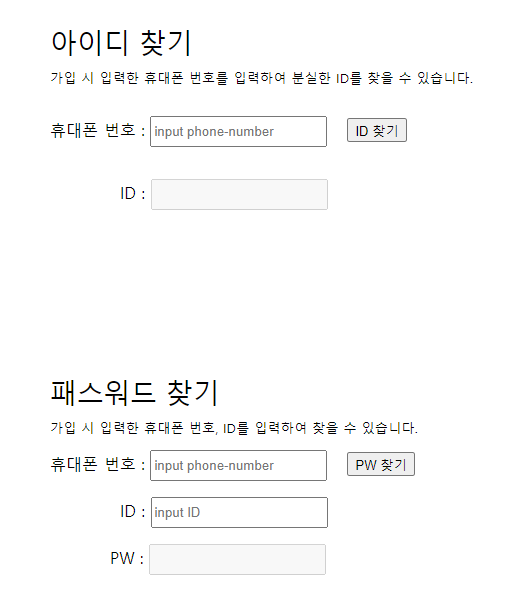 아이디 찾기
가입 시 입력한 휴대폰 번호를 입력하여 분실한 ID를 찾을 수 있습니다.
휴대폰 번호 : input phone-number ID 찾기
ID :
패스워드 찾기
가입 시 입력한 휴대폰 번호, ID를 입력하여 찾을 수 있습니다.
휴대폰 번호 : input phone-number PW 찾기
ID : input ID
PW :